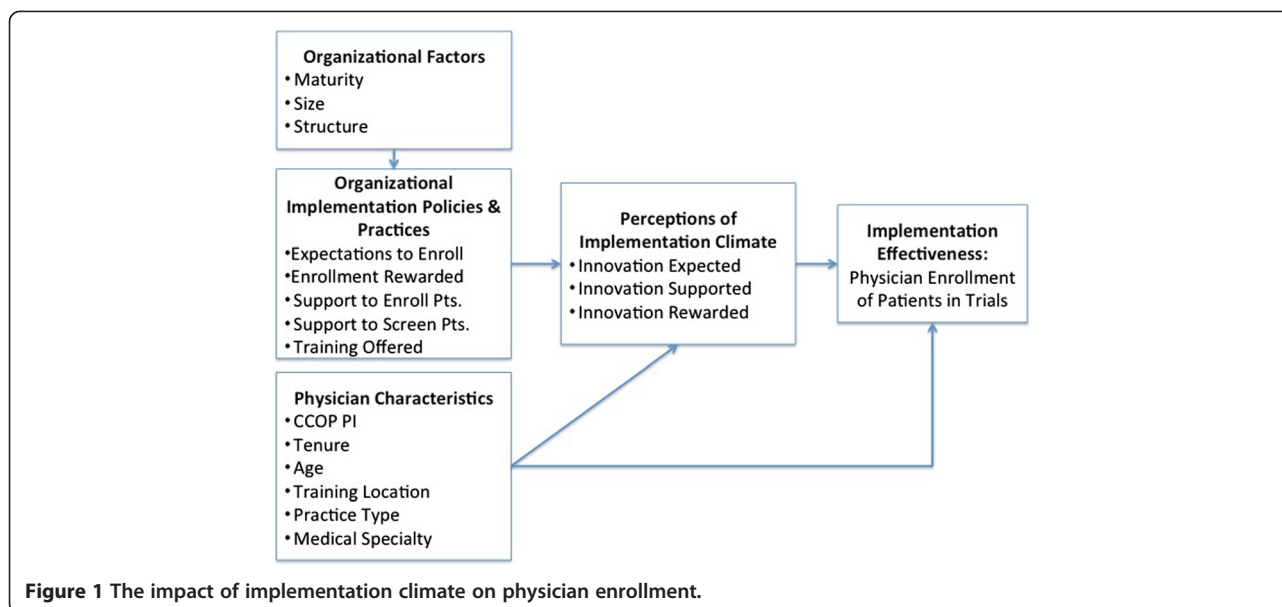 Organizational Factors
• Maturity
• Size
• Structure
Organizational
Implementation Policies &
Practices
•Expectations to Enroll
•Enrollment Rewarded
• Support to Enroll Pts.
• Support to Screen Pts.
• Training Offered
Perceptions of
Implementation Climate
• Innovation Expected
• Innovation Supported
• Innovation Rewarded
Implementation
Effectiveness:
Physician Enrollment
of Patients in Trials
Physician Characteristics
• CCOP PI
• Tenure
• Age
• Training Location
• Practice Type
• Medical Specialty
Figure 1 The impact of implementation climate on physician enrollment.